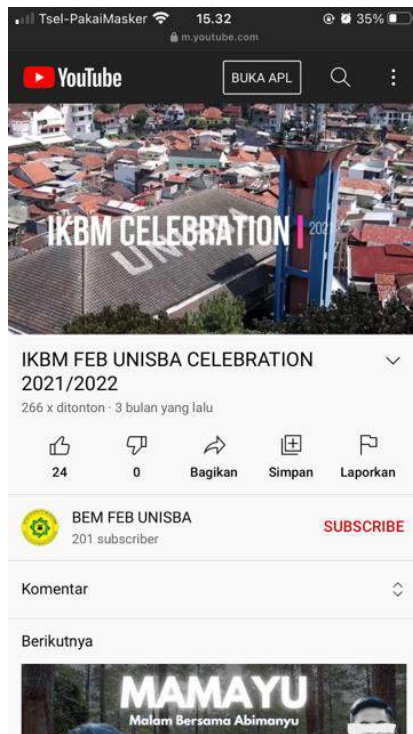 Tsel-PakaiMasker 15.32 35%
m.youtube.com
YouTube BUKA APL
UNISBA
IKBM CELEBRATION 2021
IKBM FEB UNISBA CELEBRATION
2021/2022
266 x ditonton · 3 bulan yang lalu
24 0 Bagikan Simpan Laporkan
BEM FEB UNISBA SUBSCRIBE
201 subscriber
Komentar
Berikutnya
MAMAYU
Malam Bersama Abimanyu